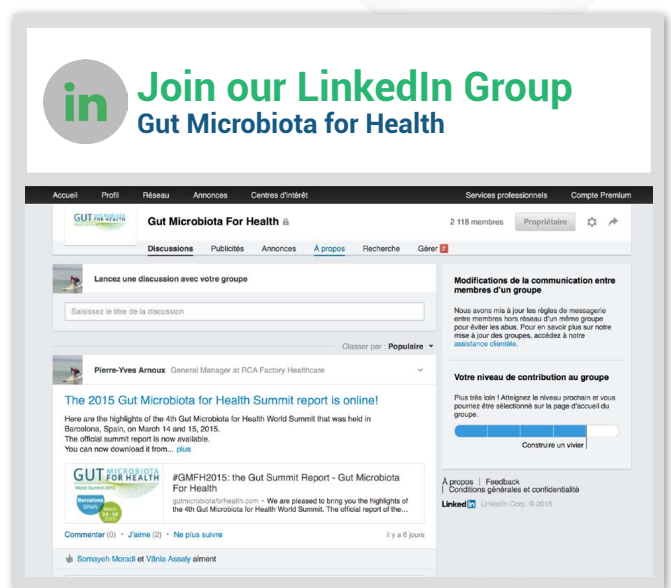 in Join our LinkedIn Group
Gut Microbiota for Health
Accueil Profil Réseau Annonces Centres d'intérêt Services professionnels Compte Premium
GUT FOR HEALTH
Gut Microbiota For Health
2 118 membres Propriétaire
Discussions Publicités Annonces À propos Recherche Gérer 2
Lancez une discussion avec votre groupe
Saisissez le titre de la discussion
Classer par : Populaire
Pierre-Yves Arnoux General Manager at RCA Factory Healthcare
The 2015 Gut Microbiota for Health Summit report is online!
Here are the highlights of the 4th Gut Microbiota for Health World Summit that was held in
Barcelona, Spain, on March 14 and 15, 2015.
The official summit report is now available.
You can now download it from... plus
GUT MICROBIOTA FOR HEALTH
World Summit 2015
Barcelona
SPAIN
March
14 - 15
2015
#GMFH2015: the Gut Summit Report - Gut Microbiota
For Health
gutmicrobiotaforhealth.com • We are pleased to bring you the highlights of
the 4th Gut Microbiota for Health World Summit. The official report of the...
Commenter (0) • J'aime (2) • Ne plus suivre il y a 6 jours
Somayeh Moradi et Vânia Assaly aiment
Modifications de la communication entre
membres d'un groupe
Nous avons mis à jour les règles de messagerie
entre membres hors réseau d'un même groupe
pour éviter les abus. Pour en savoir plus sur notre
mise à jour des groupes, accédez à notre
assistance clientèle.
Votre niveau de contribution au groupe
Plus très loin ! Atteignez le niveau prochain et vous
pourriez être sélectionné sur la page d'accueil du
groupe.
Construire un vivier
À propos | Feedback
| Conditions générales et confidentialité
LinkedIn LinkedIn Corp. © 2015